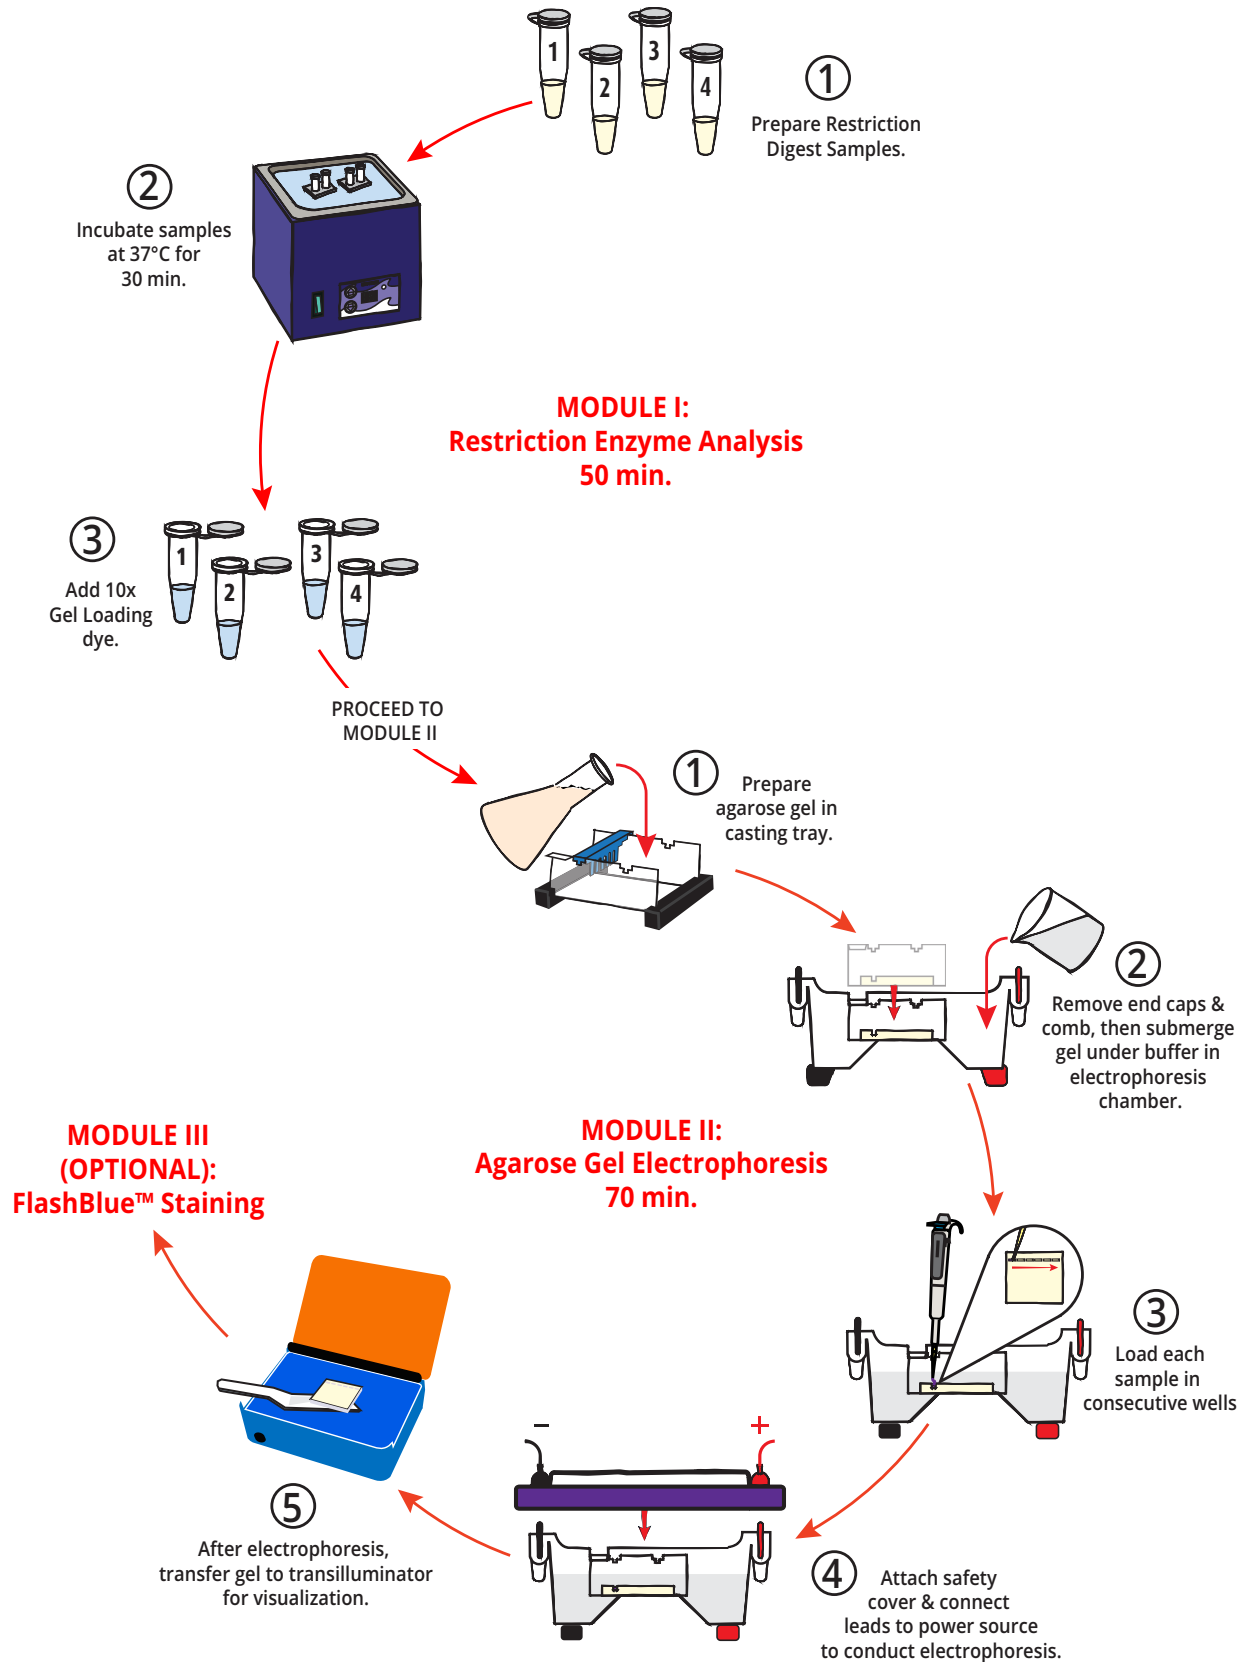 1
3
2
4
1
Prepare Restriction
Digest Samples.
2
Incubate samples
at 37°C for
30 min.
MODULE I:
Restriction Enzyme Analysis
50 min.
3
Add 10x
Gel Loading
dye.
1
3
2
4
PROCEED TO
MODULE II
1
Prepare
agarose gel in
casting tray.
2
Remove end caps &
comb, then submerge
gel under buffer in
electrophoresis
chamber.
MODULE II:
Agarose Gel Electrophoresis
70 min.
3
Load each
sample in
consecutive wells
− +
4
Attach safety
cover & connect
leads to power source
to conduct electrophoresis.
5
After electrophoresis,
transfer gel to transilluminator
for visualization.
MODULE III
(OPTIONAL):
FlashBlue™ Staining